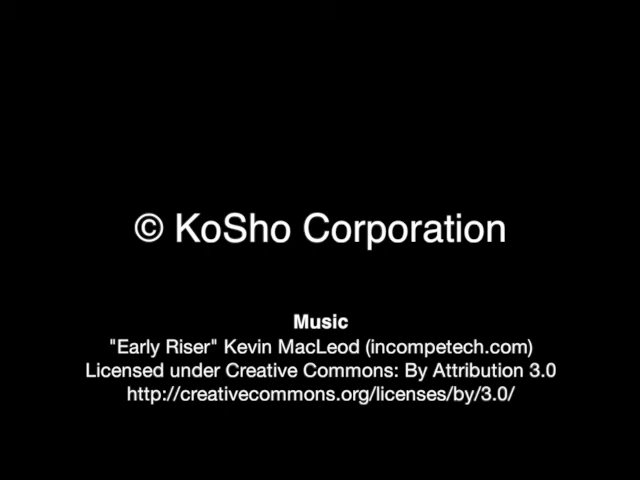 © KoSho Corporation
Music
"Early Riser" Kevin MacLeod (incompetech.com)
Licensed under Creative Commons: By Attribution 3.0
http://creativecommons.org/licenses/by/3.0/